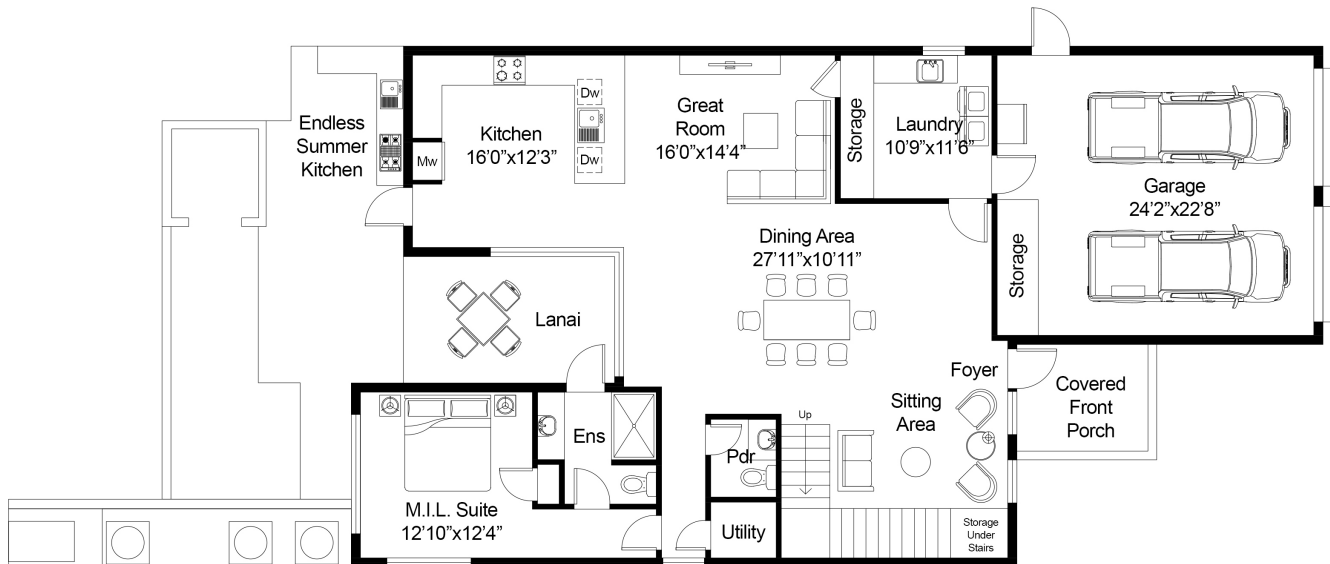 Endless
Summer
Kitchen
Mw
Kitchen
16’0”x12’3”
Dw
Dw
Great
Room
16’0”x14’4”
Storage
Laundry
10’9”x11’6”
Garage
24’2”x22’8”
Storage
Dining Area
27’11”x10’11”
Lanai
Foyer
Covered
Front
Porch
Sitting
Area
Up
Ens
Pdr
M.I.L. Suite
12’10”x12’4”
Utility
Storage
Under
Stairs